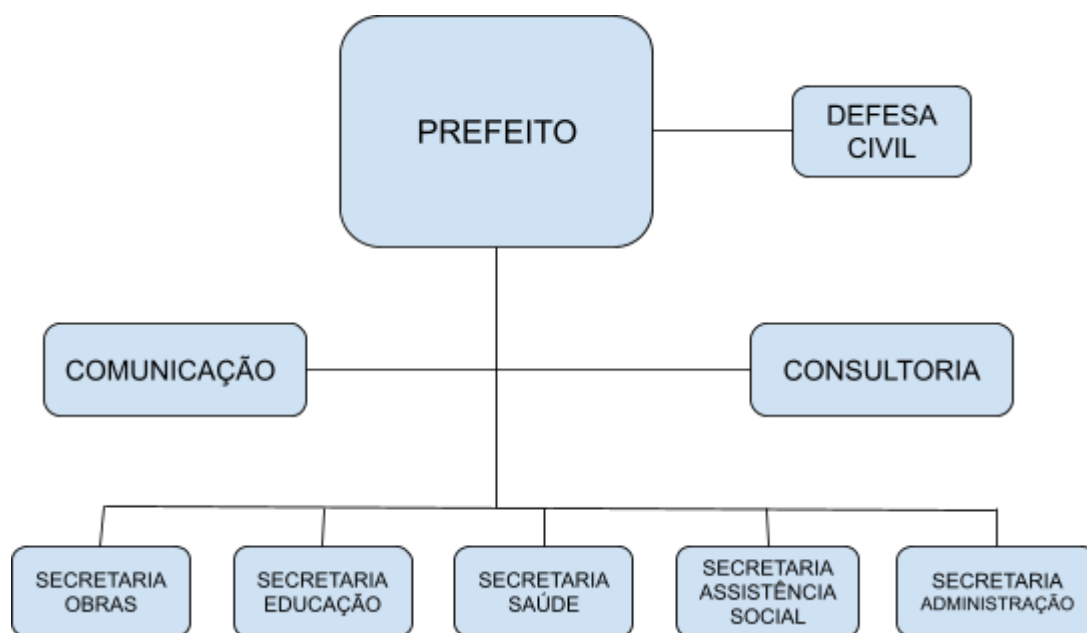 PREFEITO
DEFESA
CIVIL
COMUNICAÇÃO
CONSULTORIA
SECRETARIA
OBRAS
SECRETARIA
EDUCAÇÃO
SECRETARIA
SAÚDE
SECRETARIA
ASSISTÊNCIA
SOCIAL
SECRETARIA
ADMINISTRAÇÃO